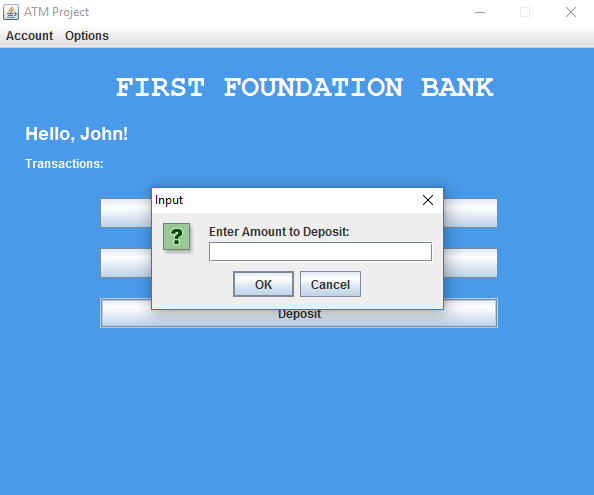 ATM Project
Account Options
FIRST FOUNDATION BANK
Hello, John!
Transactions:
Input
?
Enter Amount to Deposit:
OK Cancel
Deposit